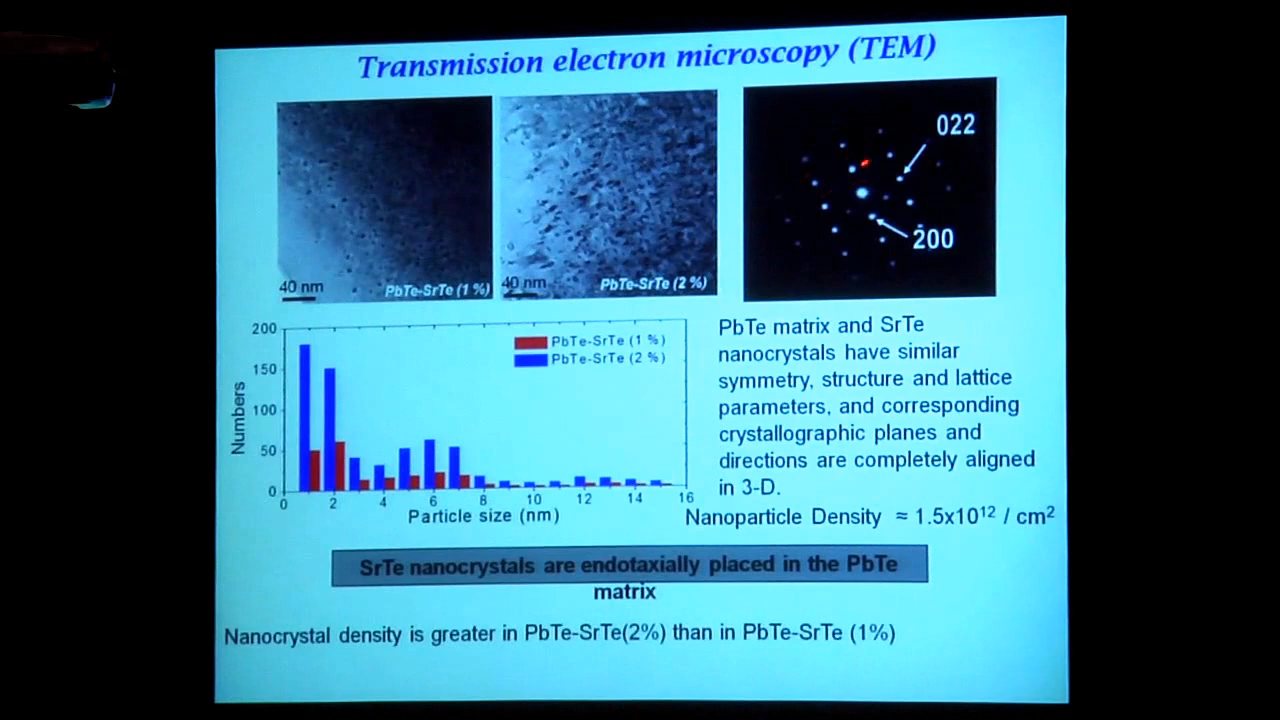 Transmission electron microscopy (TEM)
40 nm
PbTe-SrTe (1 %)
40 nm
PbTe-SrTe (2 %)
022
200
200
150
100
50
0
Numbers
PbTe-SrTe (1 %)
PbTe-SrTe (2 %)
0 2 4 6 8 10 12 14 16
Particle size (nm)
PbTe matrix and SrTe
nanocrystals have similar
symmetry, structure and lattice
parameters, and corresponding
crystallographic planes and
directions are completely aligned
in 3-D.
Nanoparticle Density ≈ 1.5x10¹² / cm²
SrTe nanocrystals are endotaxially placed in the PbTe
matrix
Nanocrystal density is greater in PbTe-SrTe(2%) than in PbTe-SrTe (1%)